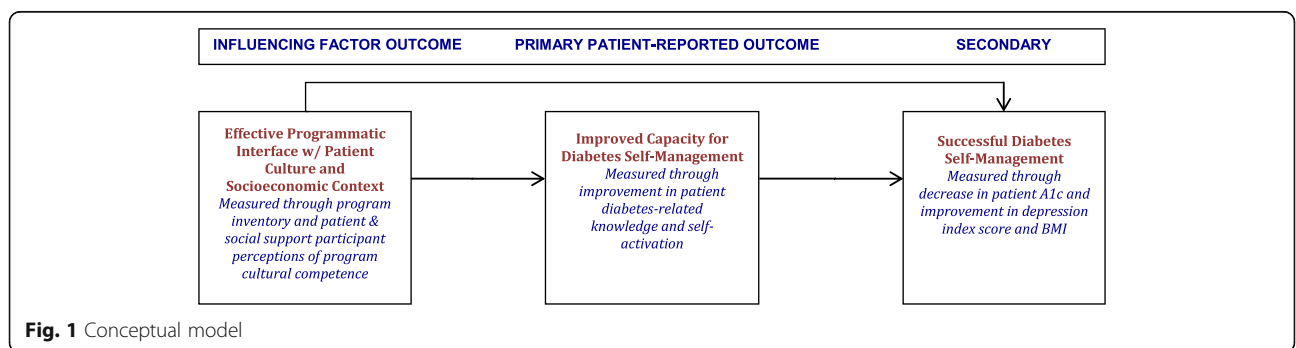 INFLUENCING FACTOR OUTCOME PRIMARY PATIENT-REPORTED OUTCOME SECONDARY
Effective Programmatic
Interface w/ Patient
Culture and
Socioeconomic Context
Measured through program
inventory and patient &
social support participant
perceptions of program
cultural competence
Improved Capacity for
Diabetes Self-Management
Measured through
improvement in patient
diabetes-related
knowledge and self-
activation
Successful Diabetes
Self-Management
Measured through
decrease in patient A1c and
improvement in depression
index score and BMI
Fig. 1 Conceptual model